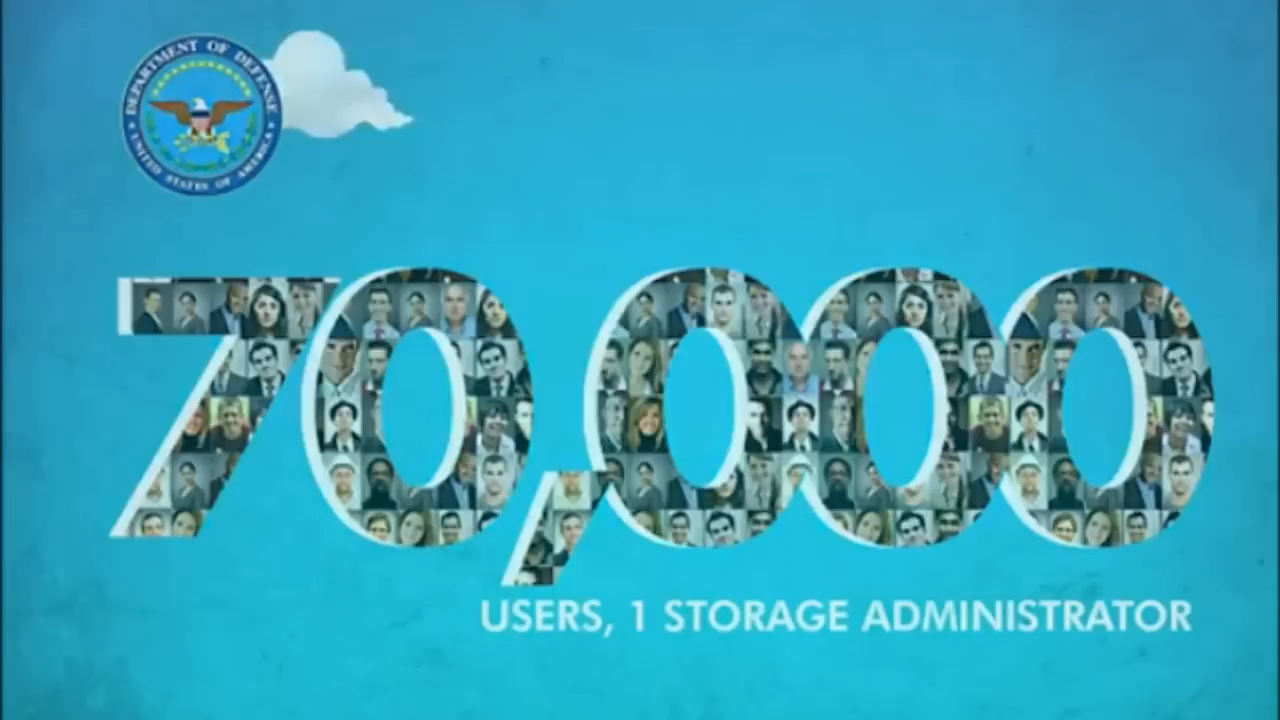 DEPARTMENT OF DEFENSE
UNITED STATES OF AMERICA
70,000
USERS, 1 STORAGE ADMINISTRATOR